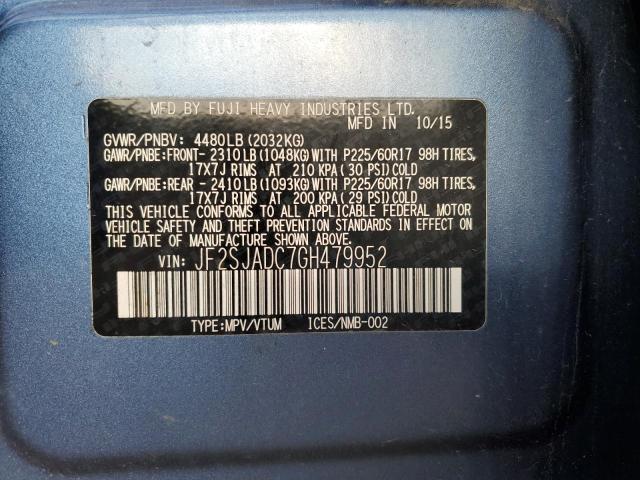 MFD BY FUJI HEAVY INDUSTRIES LTD.
MFD IN 10/15
GVWR/PNBV: 4480LB(2032KG)
GAWR/PNBE:FRONT-2310LB(1048KG)WITH P225/60R17 98H TIRES,
17X7J RIMS AT 210 KPA(30 PSI)COLD
GAWR/PNBE:REAR -2410LB(1093KG)WITH P225/60R17 98H TIRES,
17X7J RIMS AT 200 KPA(29 PSI)COLD
THIS VEHICLE CONFORMS TO ALL APPLICABLE FEDERAL MOTOR
VEHICLE SAFETY AND THEFT PREVENTION STANDARDS IN EFFECT ON
THE DATE OF MANUFACTURE SHOWN ABOVE.
VIN: JF2SJADC7GH479952
TYPE:MPV/VTUM ICES/NMB-002